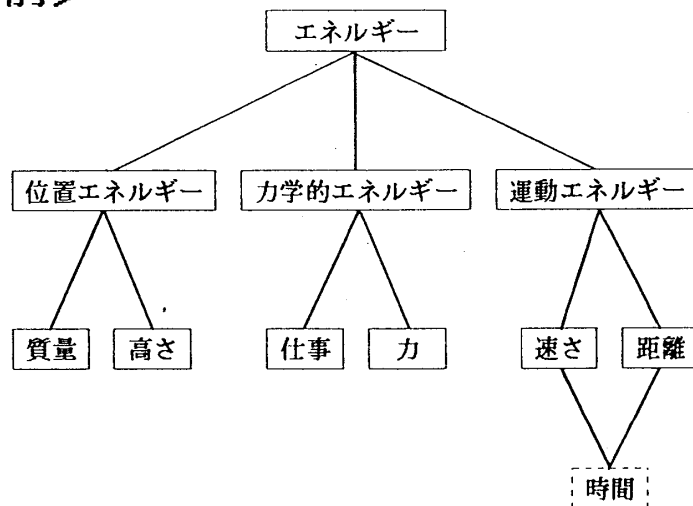 エネルギー
位置エネルギー
力学的エネルギー
運動エネルギー
質量
高さ
仕事
力
速さ
距離
時間